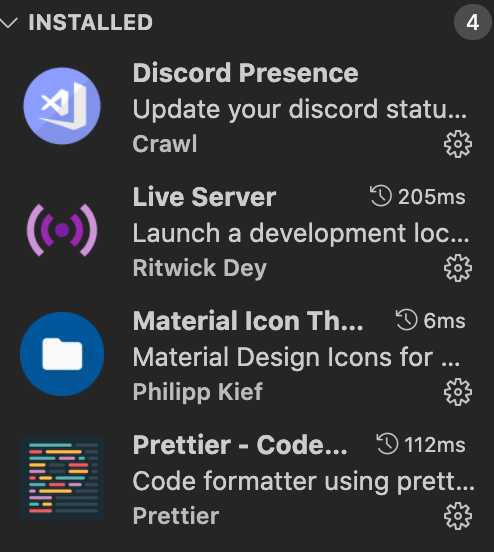 INSTALLED 4
Discord Presence
Update your discord statu...
Crawl
Live Server 205ms
Launch a development loc...
Ritwick Dey
Material Icon Th... 6ms
Material Design Icons for ...
Philipp Kief
Prettier - Code... 112ms
Code formatter using prett...
Prettier